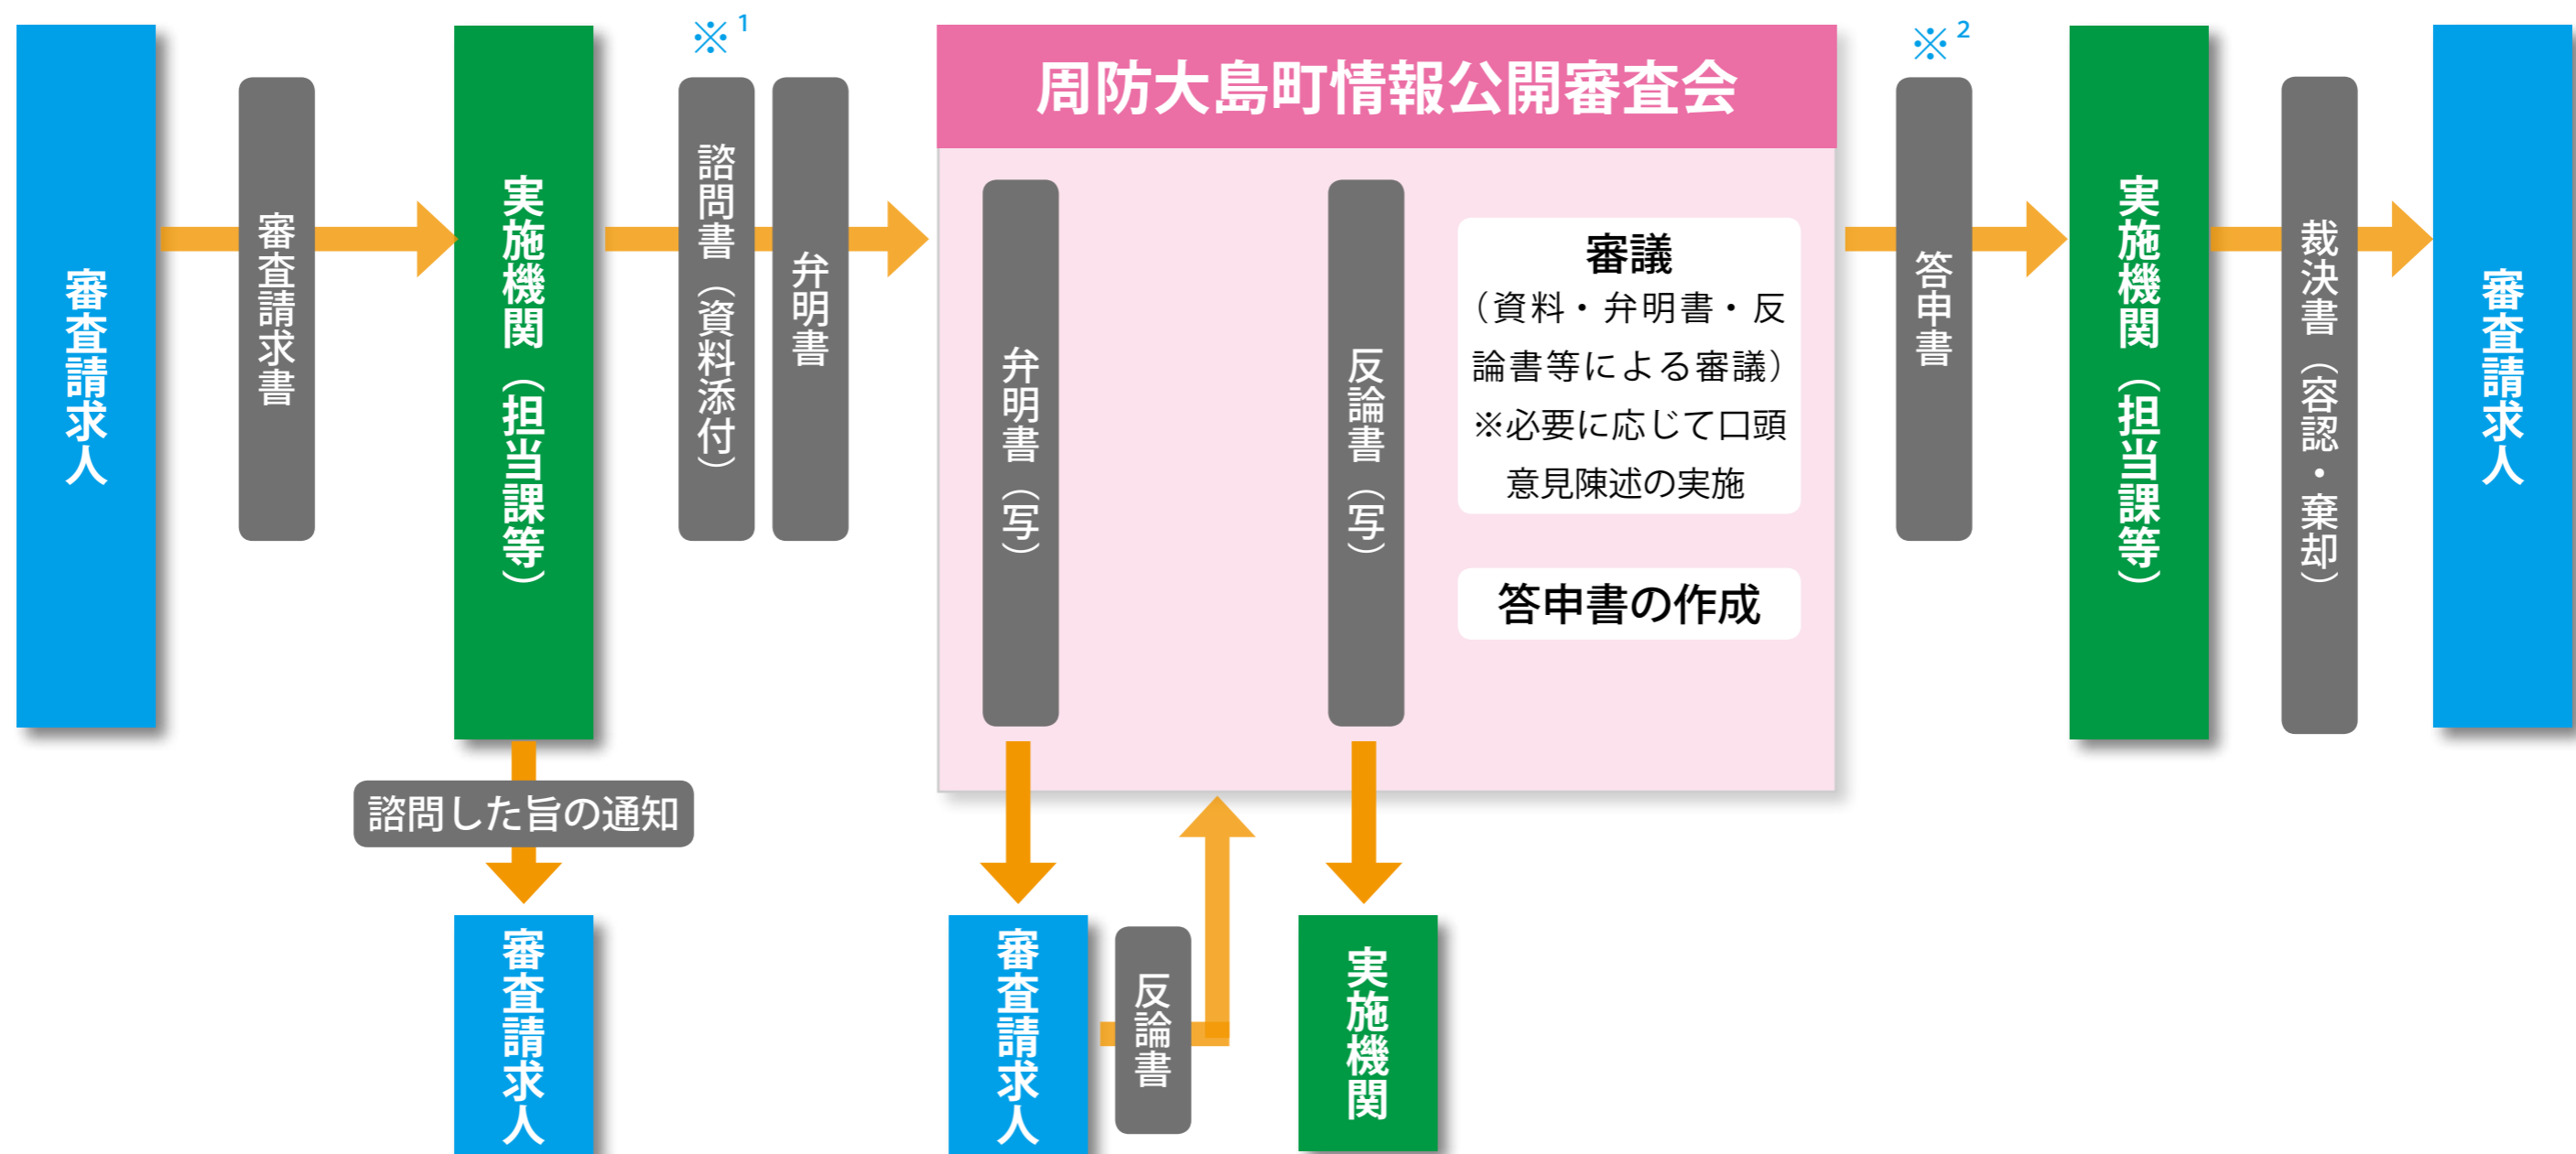 審査請求人
審査請求書
実施機関（担当課等）
※1
諮問書（資料添付）
弁明書
諮問した旨の通知
審査請求人
周防大島町情報公開審査会
弁明書（写）
審査請求人
反論書
反論書（写）
実施機関
審議
（資料・弁明書・反
論書等による審議）
※必要に応じて口頭
意見陳述の実施
答申書の作成
※2
答申書
実施機関（担当課等）
裁決書（容認・棄却）
審査請求人